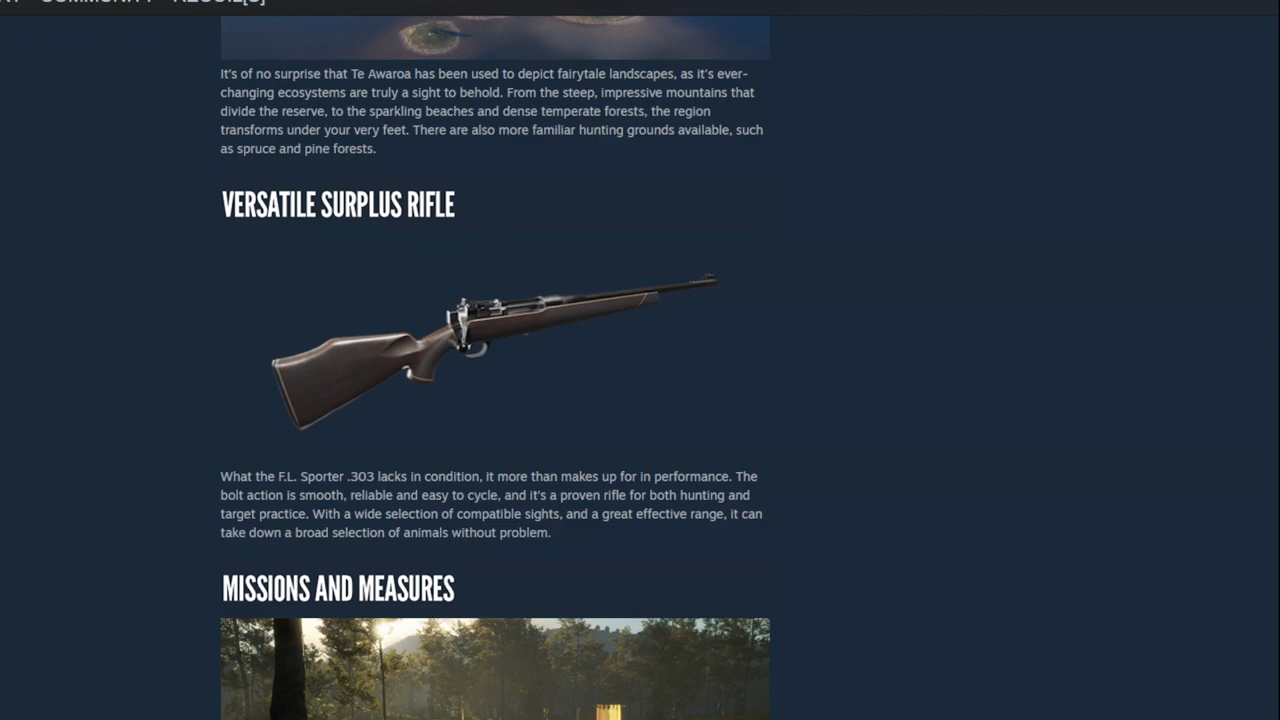 COMMUNITY
It's of no surprise that Te Awaroa has been used to depict fairytale landscapes, as it's ever-
changing ecosystems are truly a sight to behold. From the steep, impressive mountains that
divide the reserve, to the sparkling beaches and dense temperate forests, the region
transforms under your very feet. There are also more familiar hunting grounds available, such
as spruce and pine forests.
VERSATILE SURPLUS RIFLE
What the F.L. Sporter .303 lacks in condition, it more than makes up for in performance. The
bolt action is smooth, reliable and easy to cycle, and it's a proven rifle for both hunting and
target practice. With a wide selection of compatible sights, and a great effective range, it can
take down a broad selection of animals without problem.
MISSIONS AND MEASURES